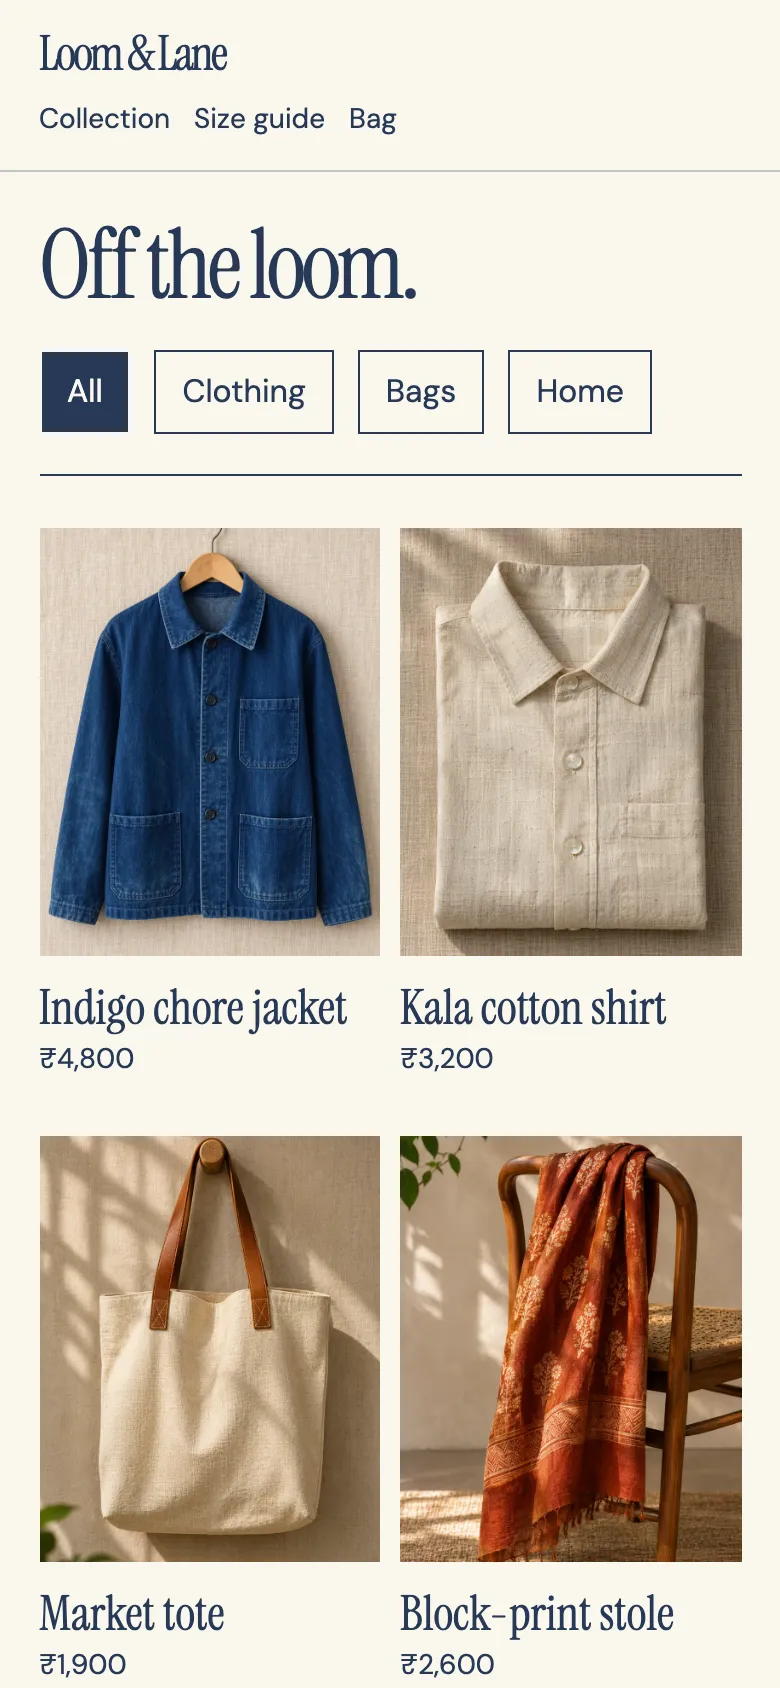 Loom & Lane
Collection Size guide Bag
Off the loom.
All Clothing Bags Home
Indigo chore jacket Kala cotton shirt
₹4,800 ₹3,200
Market tote Block-print stole
₹1,900 ₹2,600